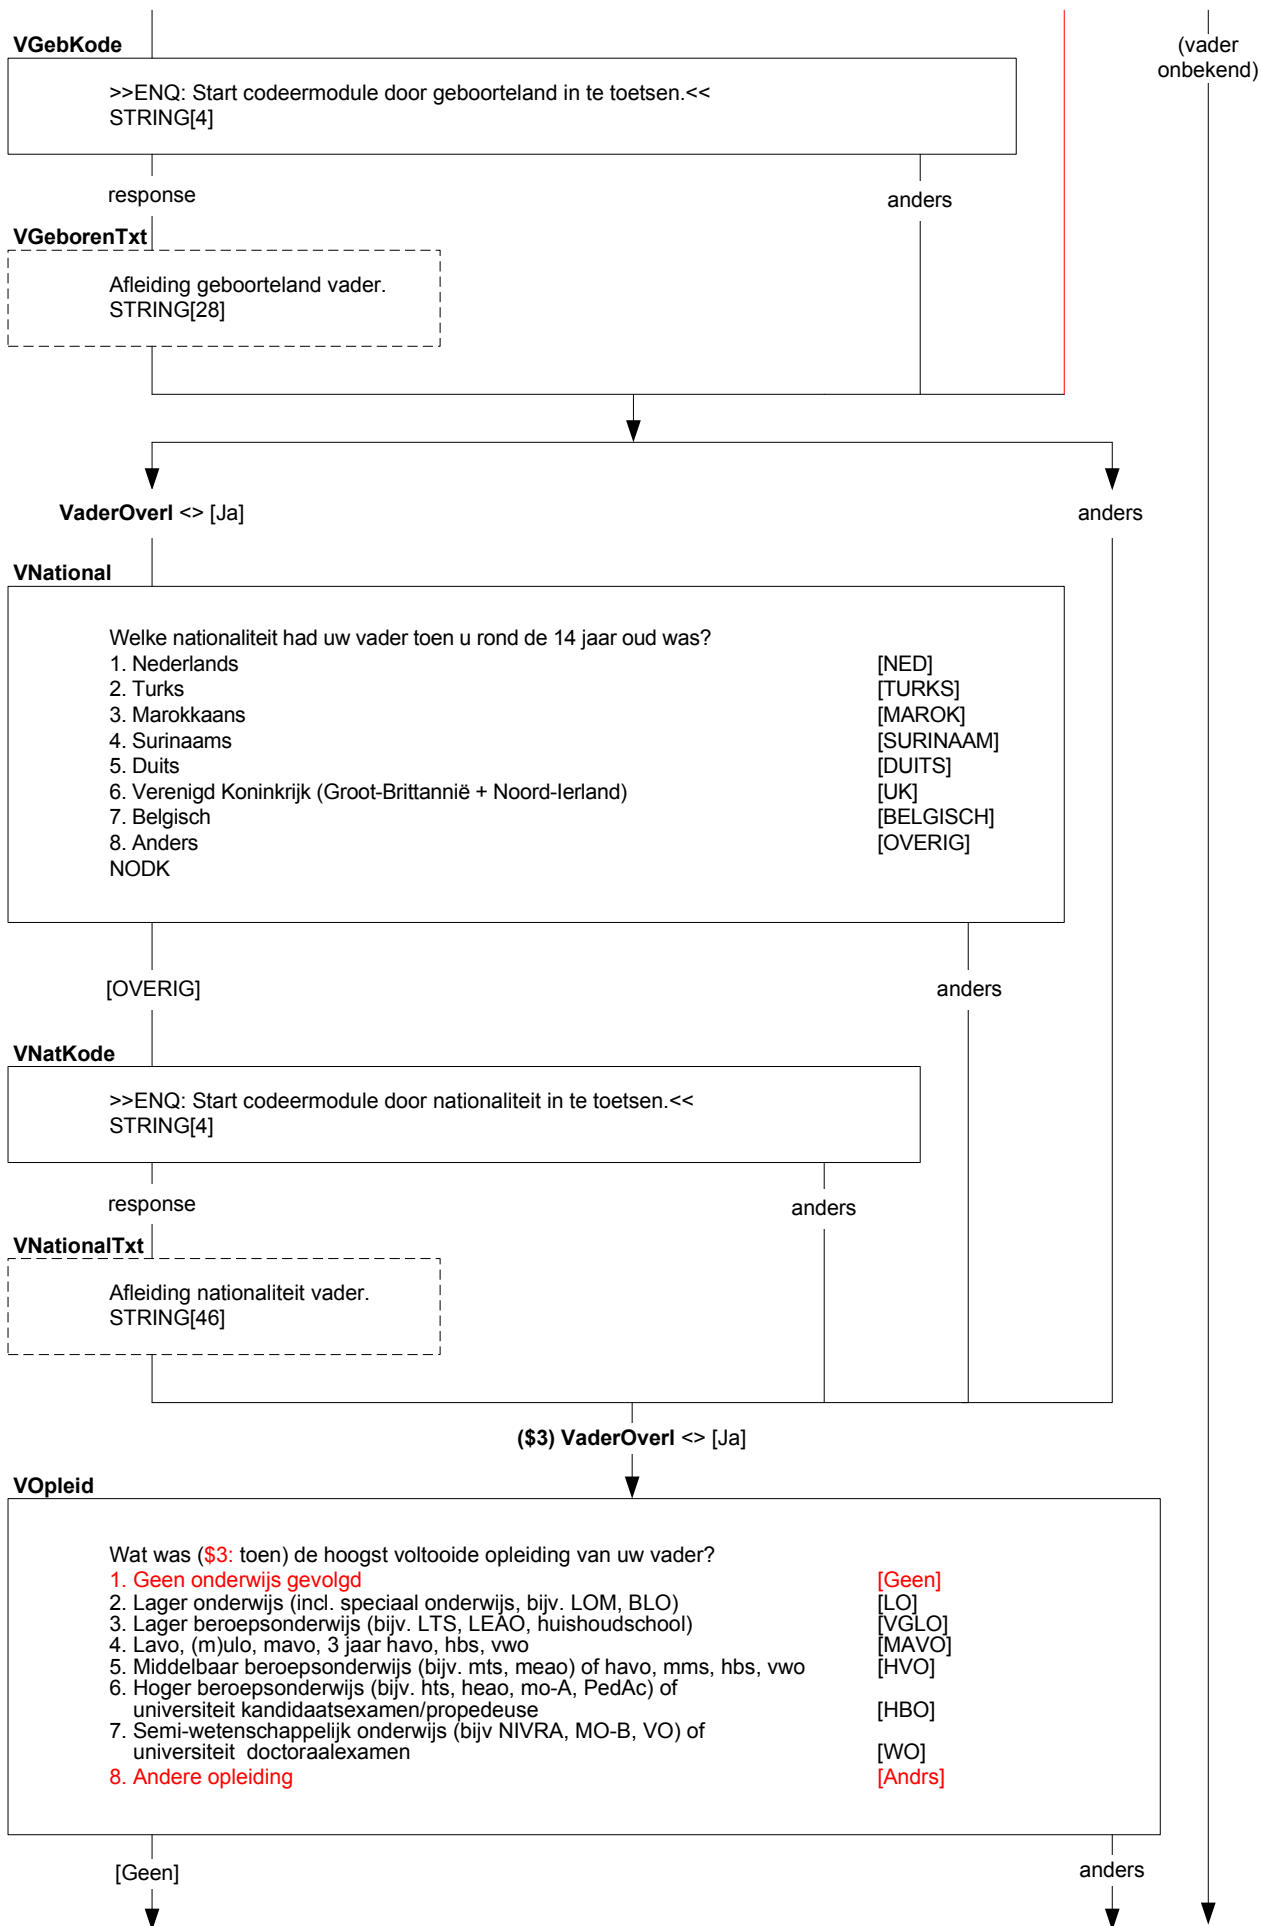 VGebKode
(vader
onbekend)
>>ENQ: Start codeermodule door geboorteland in te toetsen.<<
STRING[4]
response
anders
VGeborenTxt
Afleiding geboorteland vader.
STRING[28]
VaderOverl <> [Ja]
anders
VNational
Welke nationaliteit had uw vader toen u rond de 14 jaar oud was?
1. Nederlands [NED]
2. Turks [TURKS]
3. Marokkaans [MAROK]
4. Surinaams [SURINAAM]
5. Duits [DUITS]
6. Verenigd Koninkrijk (Groot-Brittannië + Noord-Ierland) [UK]
7. Belgisch [BELGISCH]
8. Anders [OVERIG]
NODK
[OVERIG]
anders
VNatKode
>>ENQ: Start codeermodule door nationaliteit in te toetsen.<<
STRING[4]
response
anders
VNationalTxt
Afleiding nationaliteit vader.
STRING[46]
($3) VaderOverl <> [Ja]
VOpleid
Wat was ($3: toen) de hoogst voltooide opleiding van uw vader?
1. Geen onderwijs gevolgd [Geen]
2. Lager onderwijs (incl. speciaal onderwijs, bijv. LOM, BLO) [LO]
3. Lager beroepsonderwijs (bijv. LTS, LEAO, huishoudschool) [VGLO]
4. Lavo, (m)ulo, mavo, 3 jaar havo, hbs, vwo [MAVO]
5. Middelbaar beroepsonderwijs (bijv. mts, meao) of havo, mms, hbs, vwo [HVO]
6. Hoger beroepsonderwijs (bijv. hts, heao, mo-A, PedAc) of
universiteit kandidaatsexamen/propedeuse [HBO]
7. Semi-wetenschappelijk onderwijs (bijv NIVRA, MO-B, VO) of
universiteit doctoraalexamen [WO]
8. Andere opleiding [Andrs]
[Geen]
anders